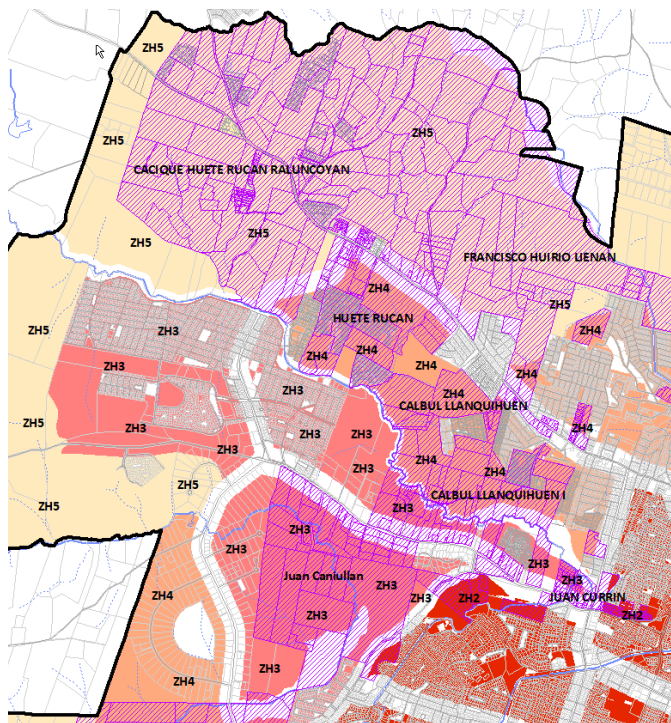 ZH5
ZH5
ZH5
CACIQUE HUETE RUCAN RALUNCOYAN
ZH5
ZH5
ZH5
FRANCISCO HUIRIO LIENAN
ZH4
ZH5
HUETE RUCAN
ZH5
ZH3
ZH4
ZH4
ZH4
ZH3
ZH4
ZH4
ZH3
ZH4
CALBUL LLANQUIHUEN
ZH5
ZH3
ZH3
ZH3
ZH4
ZH3
ZH4
ZH3
ZH4
ZH5
ZH5
CALBUL LLANQUIHUEN I
ZH3
ZH3
ZH3
ZH3
ZH3
ZH4
Juan Caniullan
ZH3
ZH2
JUAN CURRIN
ZH3
ZH2
ZH3
ZH4